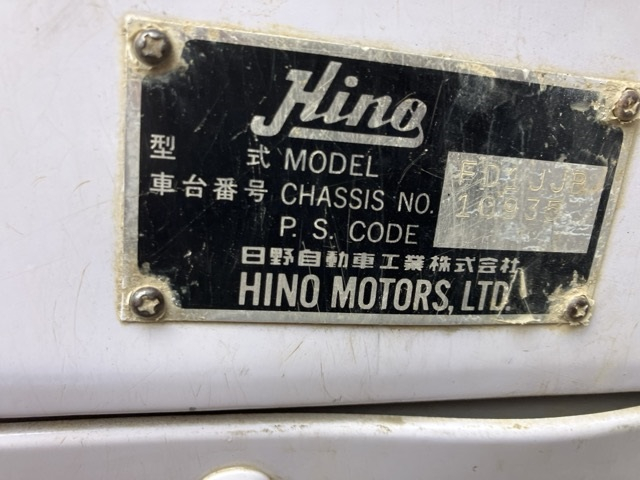 Hino
型 式 MODEL
車台番号 CHASSIS NO. 10935
P. S. CODE
日野自動車工業株式会社
HINO MOTORS, LTD.